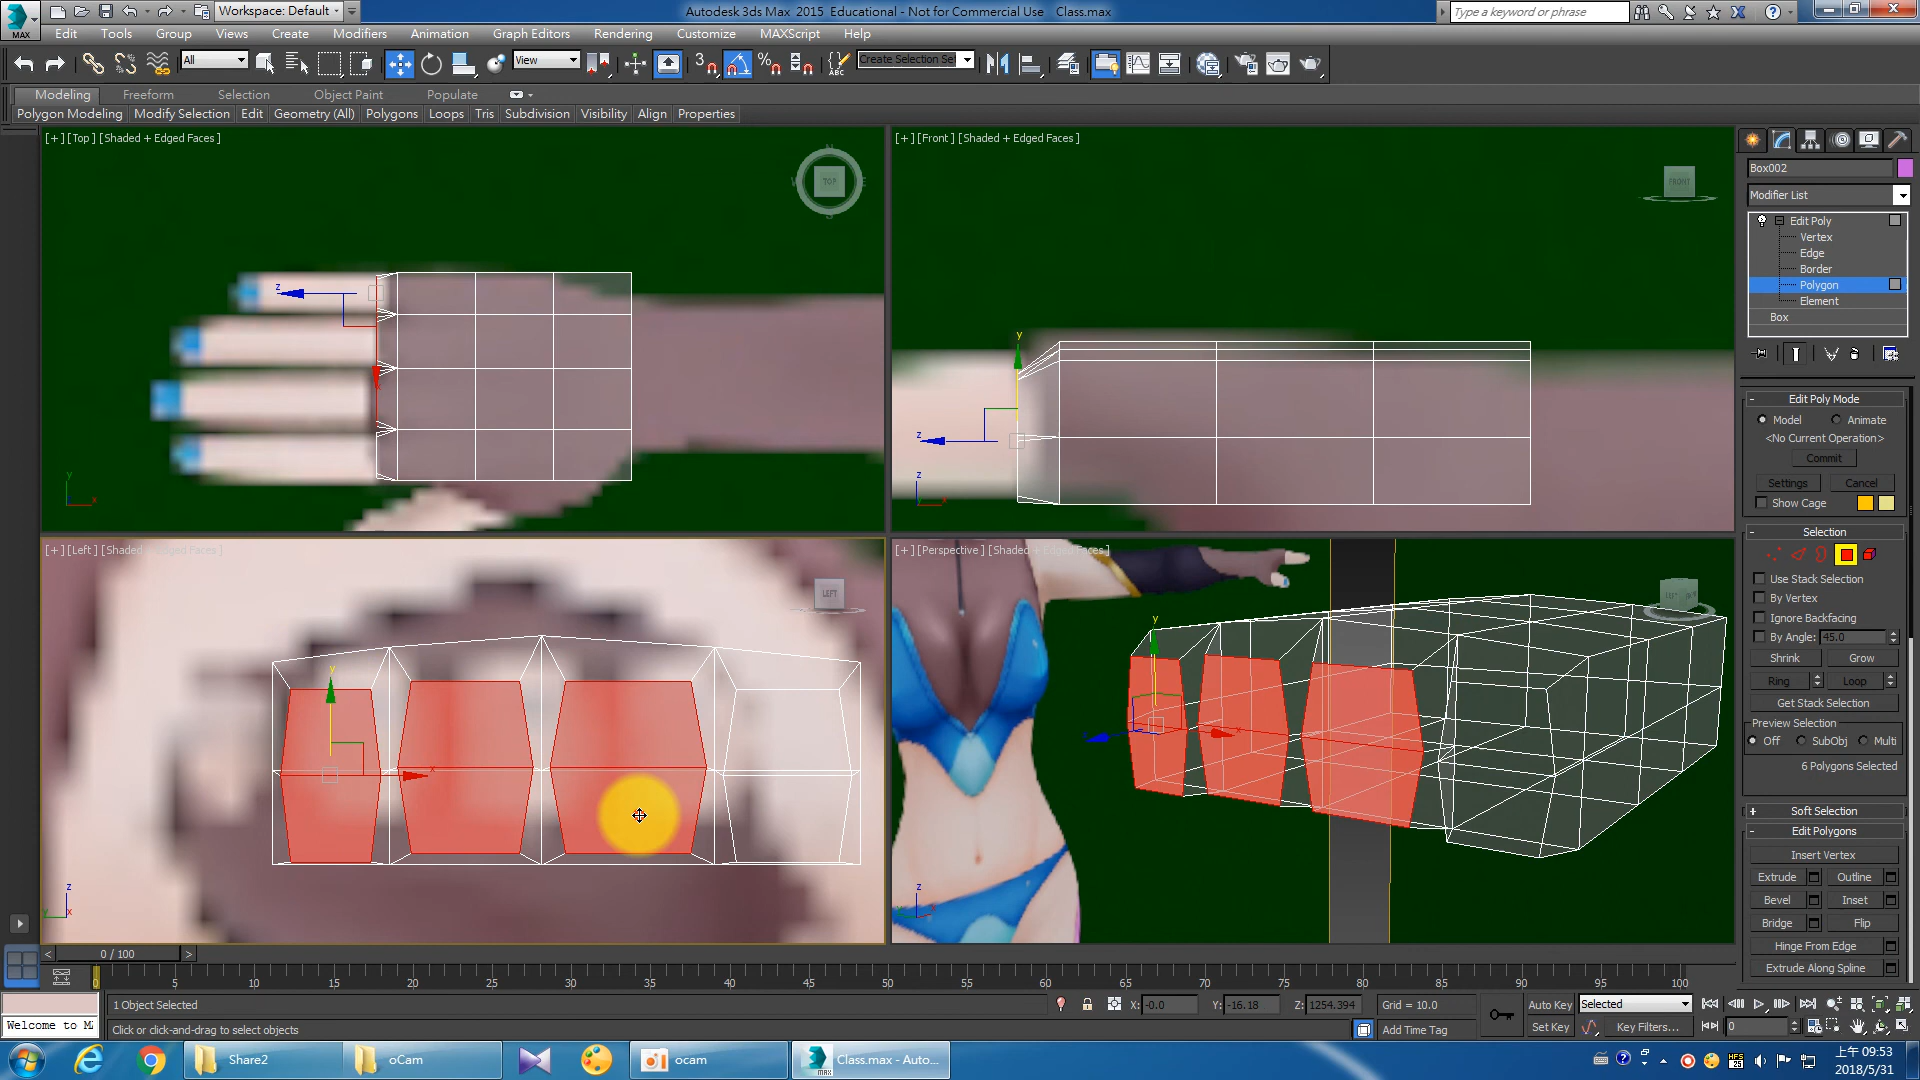 Workspace: Default
Autodesk 3ds Max 2015 Educational - Not for Commercial Use Class.max
Type a keyword or phrase
MAX
Edit Tools Group Views Create Modifiers Animation Graph Editors Rendering Customize MAXScript Help
All
View
3
ABC
Create Selection Se
Modeling Freeform Selection Object Paint Populate
Polygon Modeling Modify Selection Edit Geometry (All) Polygons Loops Tris Subdivision Visibility Align Properties
[+] [Top] [Shaded + Edged Faces]
TOP
[+] [Front] [Shaded + Edged Faces]
FRONT
[+] [Left] [Shaded + Edged Faces]
LEFT
[+] [Perspective] [Shaded + Edged Faces]
Box002
Modifier List
Edit Poly
Vertex
Edge
Border
Polygon
Element
Box
Edit Poly Mode
Model Animate
<No Current Operation>
Commit
Settings Cancel
Show Cage
Selection
Use Stack Selection
By Vertex
Ignore Backfacing
By Angle: 45.0
Shrink Grow
Ring Loop
Get Stack Selection
Preview Selection
Off SubObj Multi
6 Polygons Selected
Soft Selection
Edit Polygons
Insert Vertex
Extrude Outline
Bevel Inset
Bridge Flip
Hinge From Edge
Extrude Along Spline
0 / 100
0 5 10 15 20 25 30 35 40 45 50 55 60 65 70 75 80 85 90 95 100
1 Object Selected
X: -0.0 Y: -16.18 Z: 1254.394 Grid = 10.0
Auto Key Selected
Welcome to M
Click or click-and-drag to select objects
Add Time Tag
Set Key Key Filters...
0
Share2
oCam
ocam
Class.max - Auto...
上午 09:53
2018/5/31